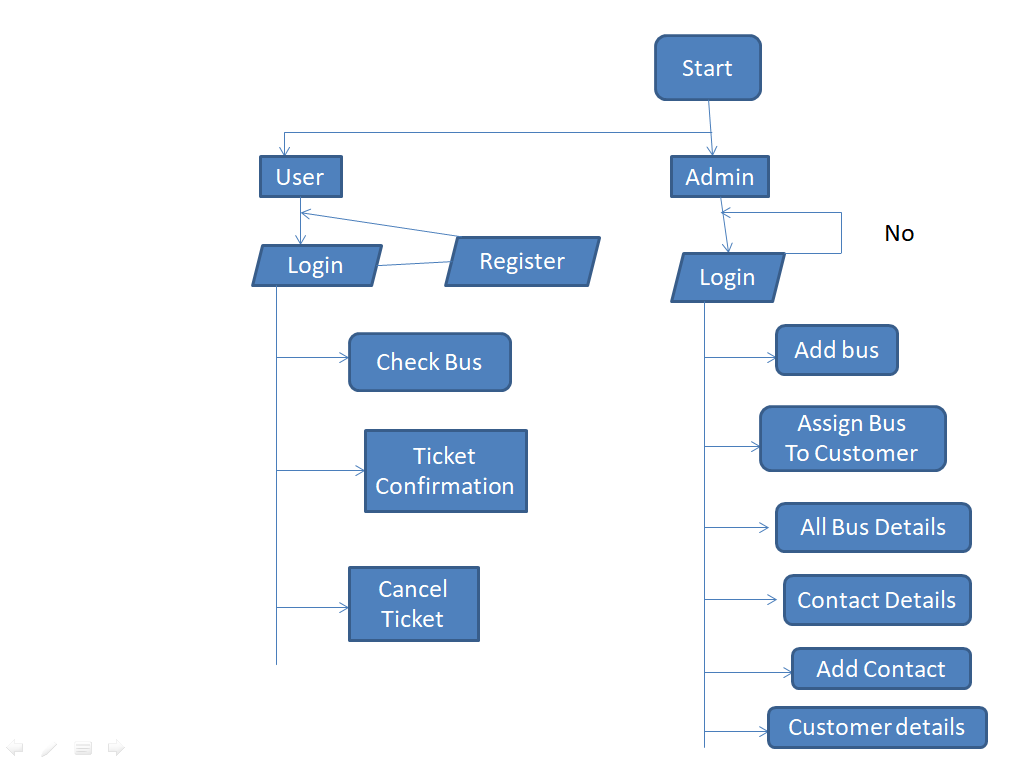 Start
User
Admin
No
Login
Register
Login
Check Bus
Ticket
Confirmation
Cancel
Ticket
Add bus
Assign Bus
To Customer
All Bus Details
Contact Details
Add Contact
Customer details